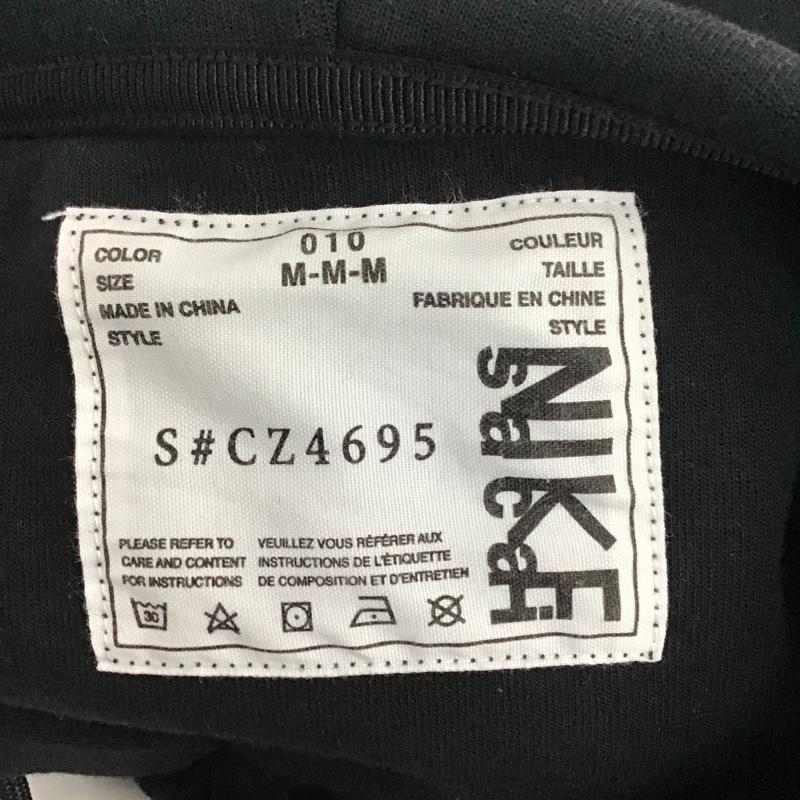 COLOR 010 COULEUR
SIZE M-M-M TAILLE
MADE IN CHINA FABRIQUE EN CHINE
STYLE STYLE
S#CZ4695
NIKE
sacai
PLEASE REFER TO
CARE AND CONTENT
FOR INSTRUCTIONS
VEUILLEZ VOUS RÉFÉRER AUX
INSTRUCTIONS DE L'ÉTIQUETTE
DE COMPOSITION ET D'ENTRETIEN
30